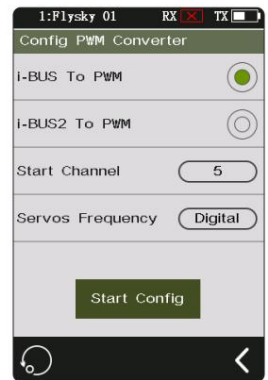 1:Flysky 01 RX TX
Config PWM Converter
i-BUS To PWM
i-BUS2 To PWM
Start Channel 5
Servos Frequency Digital
Start Config